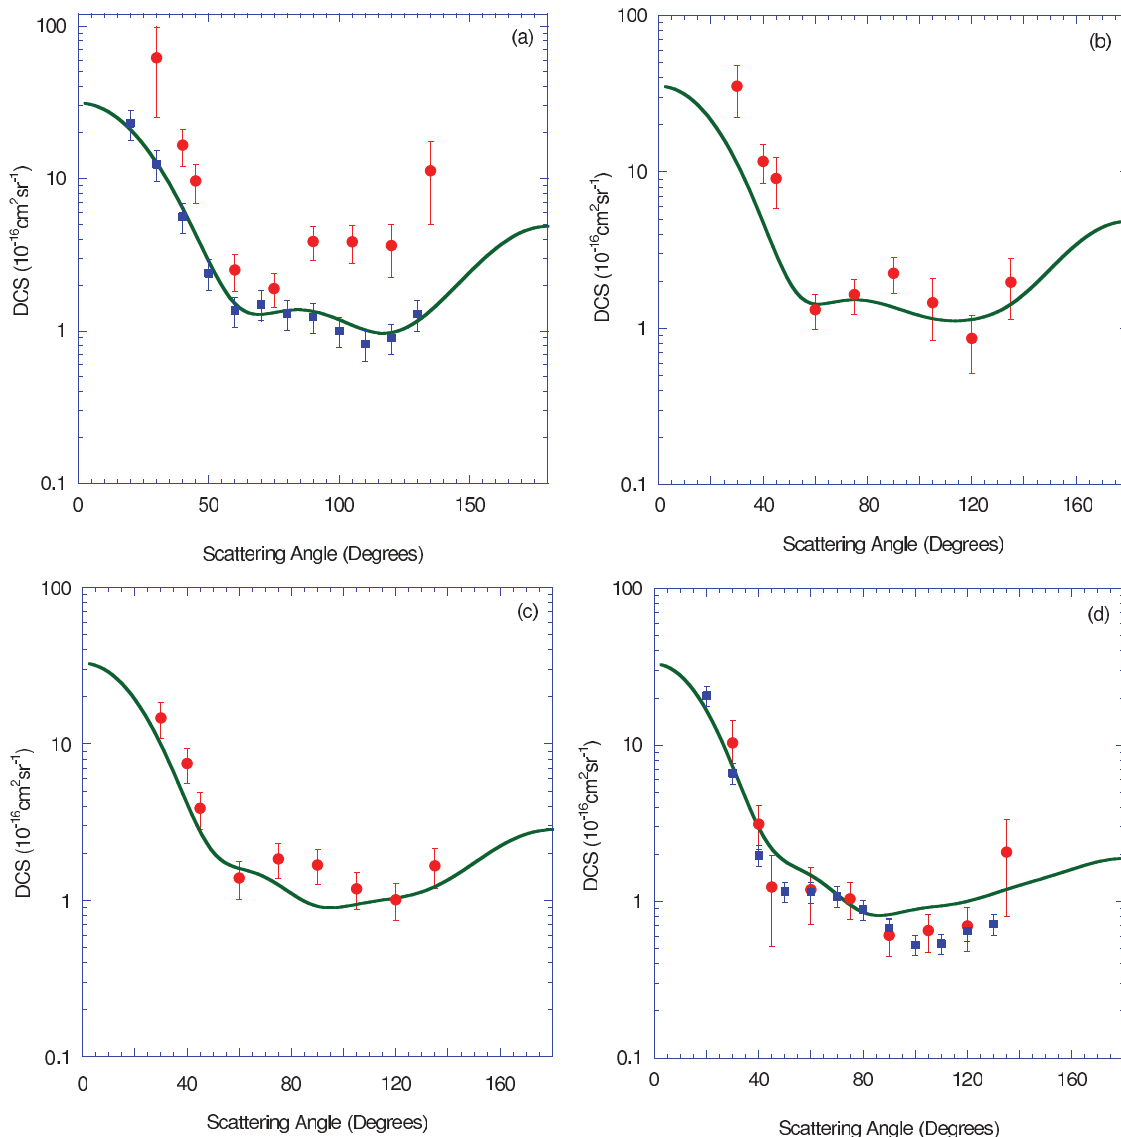 (a)
100
10
1
0.1
DCS (10⁻¹⁶cm²sr⁻¹)
0 50 100 150
Scattering Angle (Degrees)
(b)
100
10
1
0.1
DCS (10⁻¹⁶cm²sr⁻¹)
0 40 80 120 160
Scattering Angle (Degrees)
(c)
100
10
1
0.1
DCS (10⁻¹⁶cm²sr⁻¹)
0 40 80 120 160
Scattering Angle (Degrees)
(d)
100
10
1
0.1
DCS (10⁻¹⁶cm²sr⁻¹)
0 40 80 120 160
Scattering Angle (Degrees)